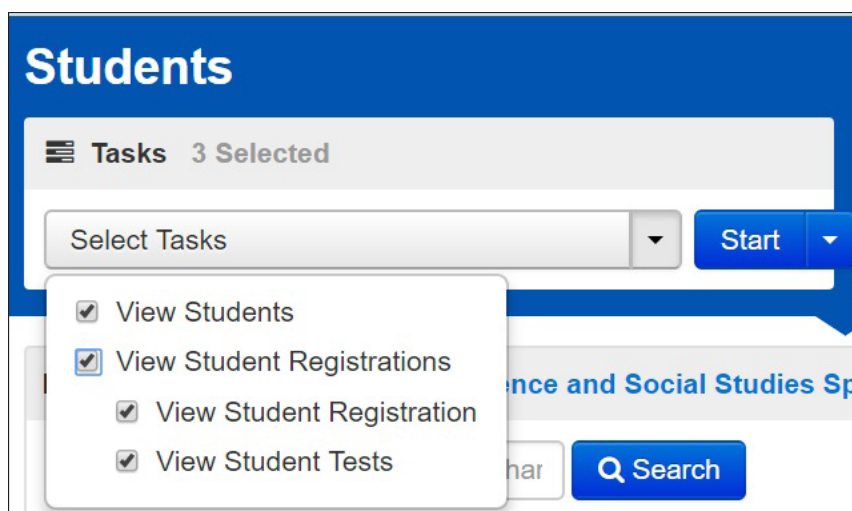 Students
Tasks 3 Selected
Select Tasks Start
View Students
View Student Registrations
ence and Social Studies Sp
View Student Registration
View Student Tests
har Search